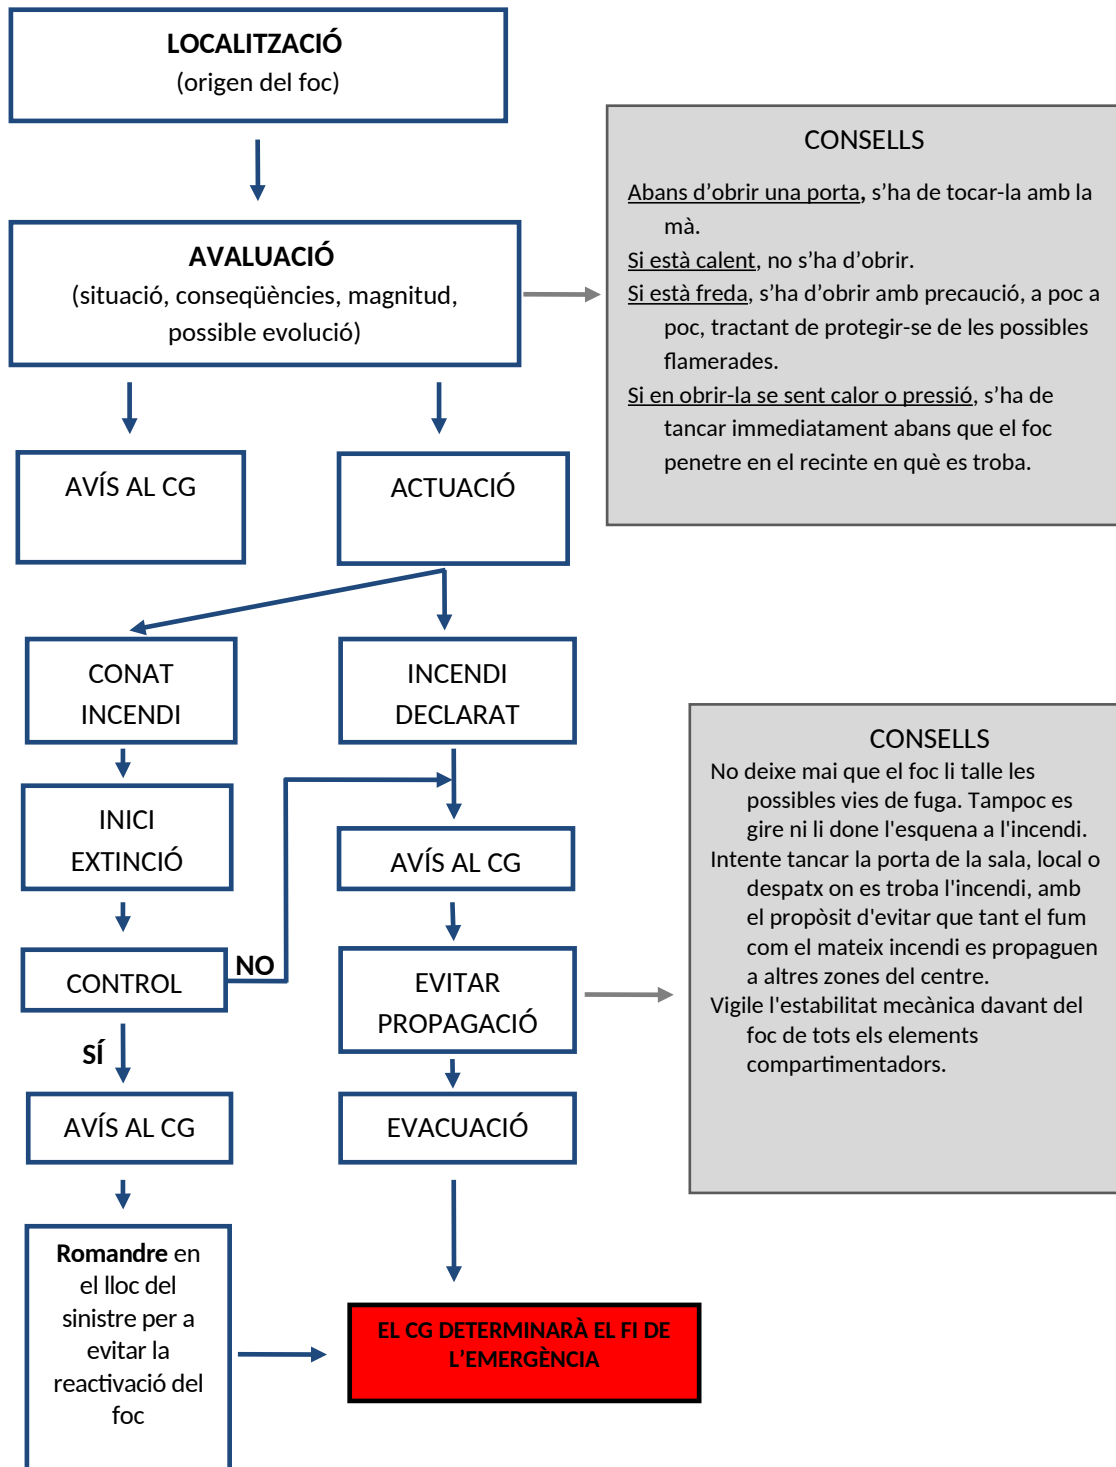 LOCALITZACIÓ
(origen del foc)
CONSELLS
Abans d’obrir una porta, s’ha de tocar-la amb la
mà.
Si està calent, no s’ha d’obrir.
Si està freda, s’ha d’obrir amb precaució, a poc a
poc, tractant de protegir-se de les possibles
flamerades.
Si en obrir-la se sent calor o pressió, s’ha de
tancar immediatament abans que el foc
penetre en el recinte en què es troba.
AVALUACIÓ
(situació, conseqüències, magnitud,
possible evolució)
AVÍS AL CG
ACTUACIÓ
CONAT
INCENDI
INCENDI
DECLARAT
INICI
EXTINCIÓ
AVÍS AL CG
CONTROL
NO
EVITAR
PROPAGACIÓ
CONSELLS
No deixe mai que el foc li talle les
possibles vies de fuga. Tampoc es
gire ni li done l'esquena a l'incendi.
Intente tancar la porta de la sala, local o
despatx on es troba l'incendi, amb
el propòsit d'evitar que tant el fum
com el mateix incendi es propaguen
a altres zones del centre.
Vigile l'estabilitat mecànica davant del
foc de tots els elements
compartimentadors.
SÍ
AVÍS AL CG
EVACUACIÓ
Romandre en
el lloc del
sinistre per a
evitar la
reactivació del
foc
EL CG DETERMINARÀ EL FI DE
L’EMERGÈNCIA